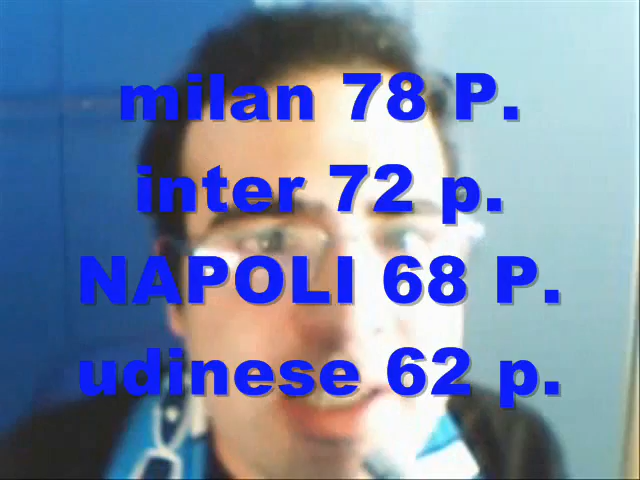 milan 78 P.
inter 72 p.
NAPOLI 68 P.
udinese 62 p.